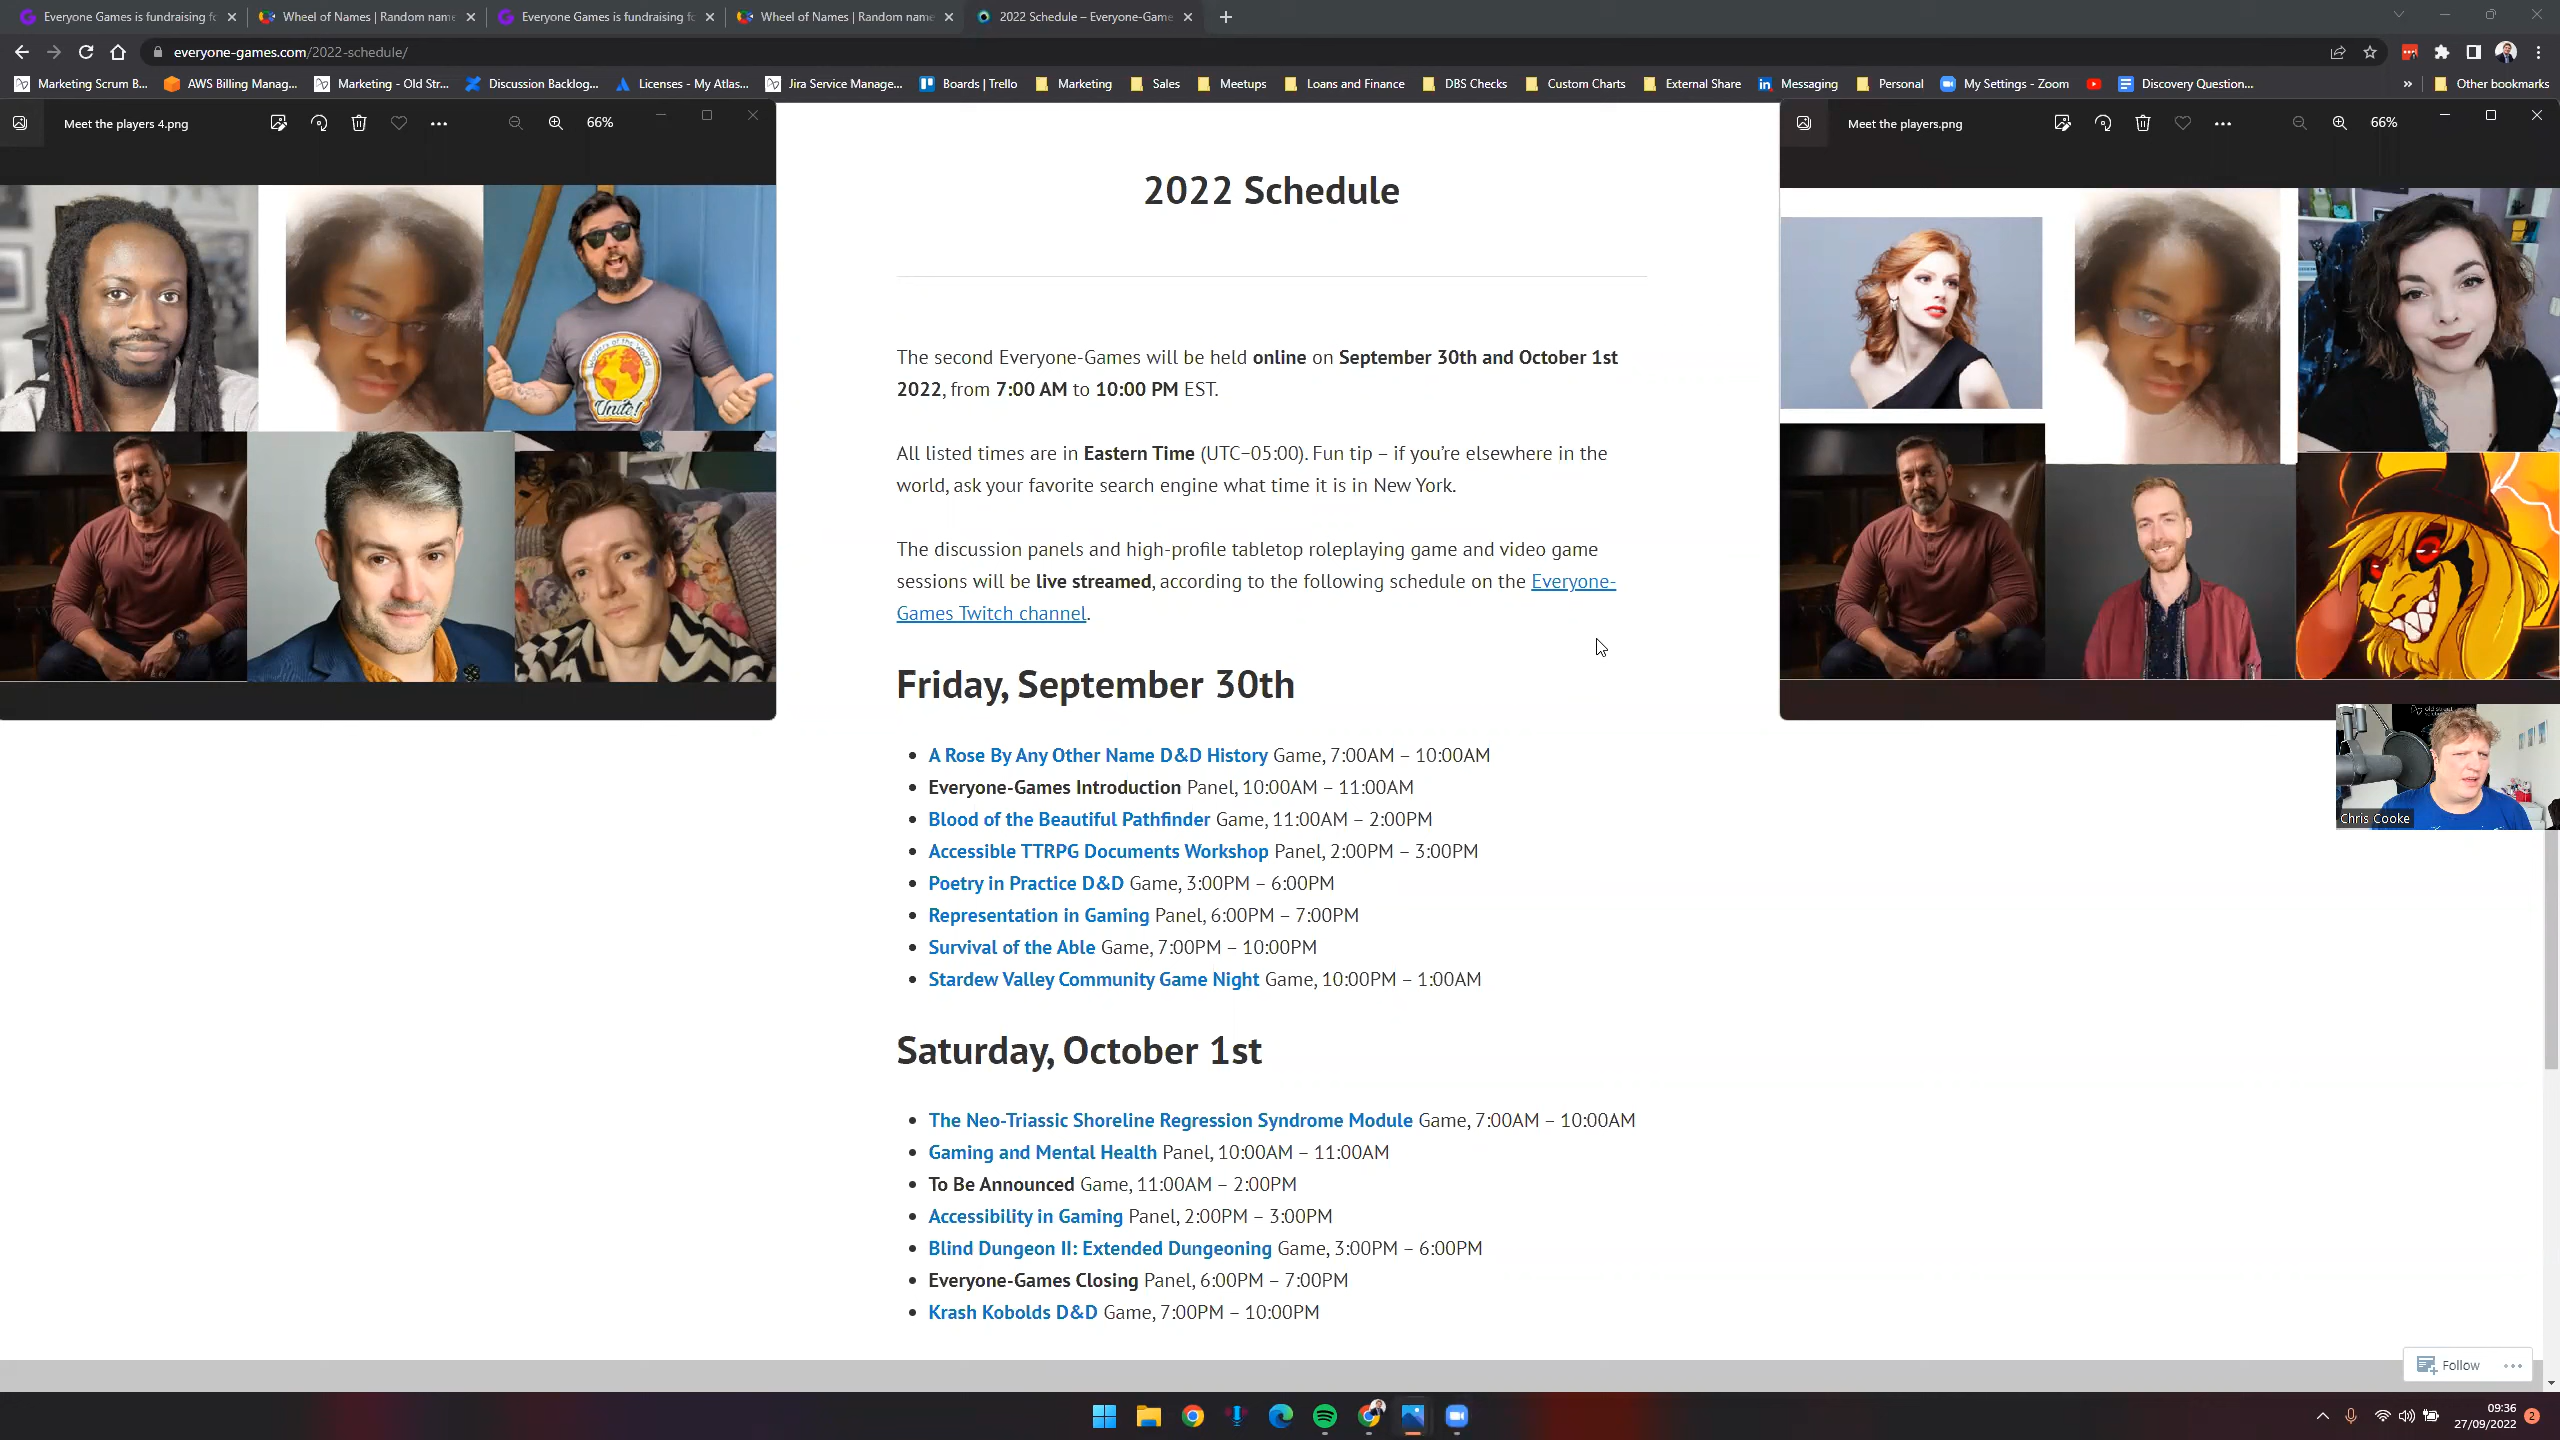 Everyone Games is fundraising fo
Wheel of Names | Random name
Everyone Games is fundraising fo
Wheel of Names | Random name
2022 Schedule – Everyone-Game
everyone-games.com/2022-schedule/
Marketing Scrum B...
AWS Billing Manag...
Marketing - Old Str...
Discussion Backlog...
Licenses - My Atlas...
Jira Service Manage...
Boards | Trello
Marketing
Sales
Meetups
Loans and Finance
DBS Checks
Custom Charts
External Share
Messaging
Personal
My Settings - Zoom
Discovery Question...
Other bookmarks
Meet the players 4.png
66%
Meet the players.png
66%
Workers of the World
Unite!
2022 Schedule
The second Everyone-Games will be held online on September 30th and October 1st
2022, from 7:00 AM to 10:00 PM EST.
All listed times are in Eastern Time (UTC−05:00). Fun tip – if you’re elsewhere in the
world, ask your favorite search engine what time it is in New York.
The discussion panels and high-profile tabletop roleplaying game and video game
sessions will be live streamed, according to the following schedule on the Everyone-
Games Twitch channel.
Friday, September 30th
A Rose By Any Other Name D&D History Game, 7:00AM – 10:00AM
Everyone-Games Introduction Panel, 10:00AM – 11:00AM
Blood of the Beautiful Pathfinder Game, 11:00AM – 2:00PM
Accessible TTRPG Documents Workshop Panel, 2:00PM – 3:00PM
Poetry in Practice D&D Game, 3:00PM – 6:00PM
Representation in Gaming Panel, 6:00PM – 7:00PM
Survival of the Able Game, 7:00PM – 10:00PM
Stardew Valley Community Game Night Game, 10:00PM – 1:00AM
Saturday, October 1st
The Neo-Triassic Shoreline Regression Syndrome Module Game, 7:00AM – 10:00AM
Gaming and Mental Health Panel, 10:00AM – 11:00AM
To Be Announced Game, 11:00AM – 2:00PM
Accessibility in Gaming Panel, 2:00PM – 3:00PM
Blind Dungeon II: Extended Dungeoning Game, 3:00PM – 6:00PM
Everyone-Games Closing Panel, 6:00PM – 7:00PM
Krash Kobolds D&D Game, 7:00PM – 10:00PM
Chris Cooke
Follow
09:36
27/09/2022
2